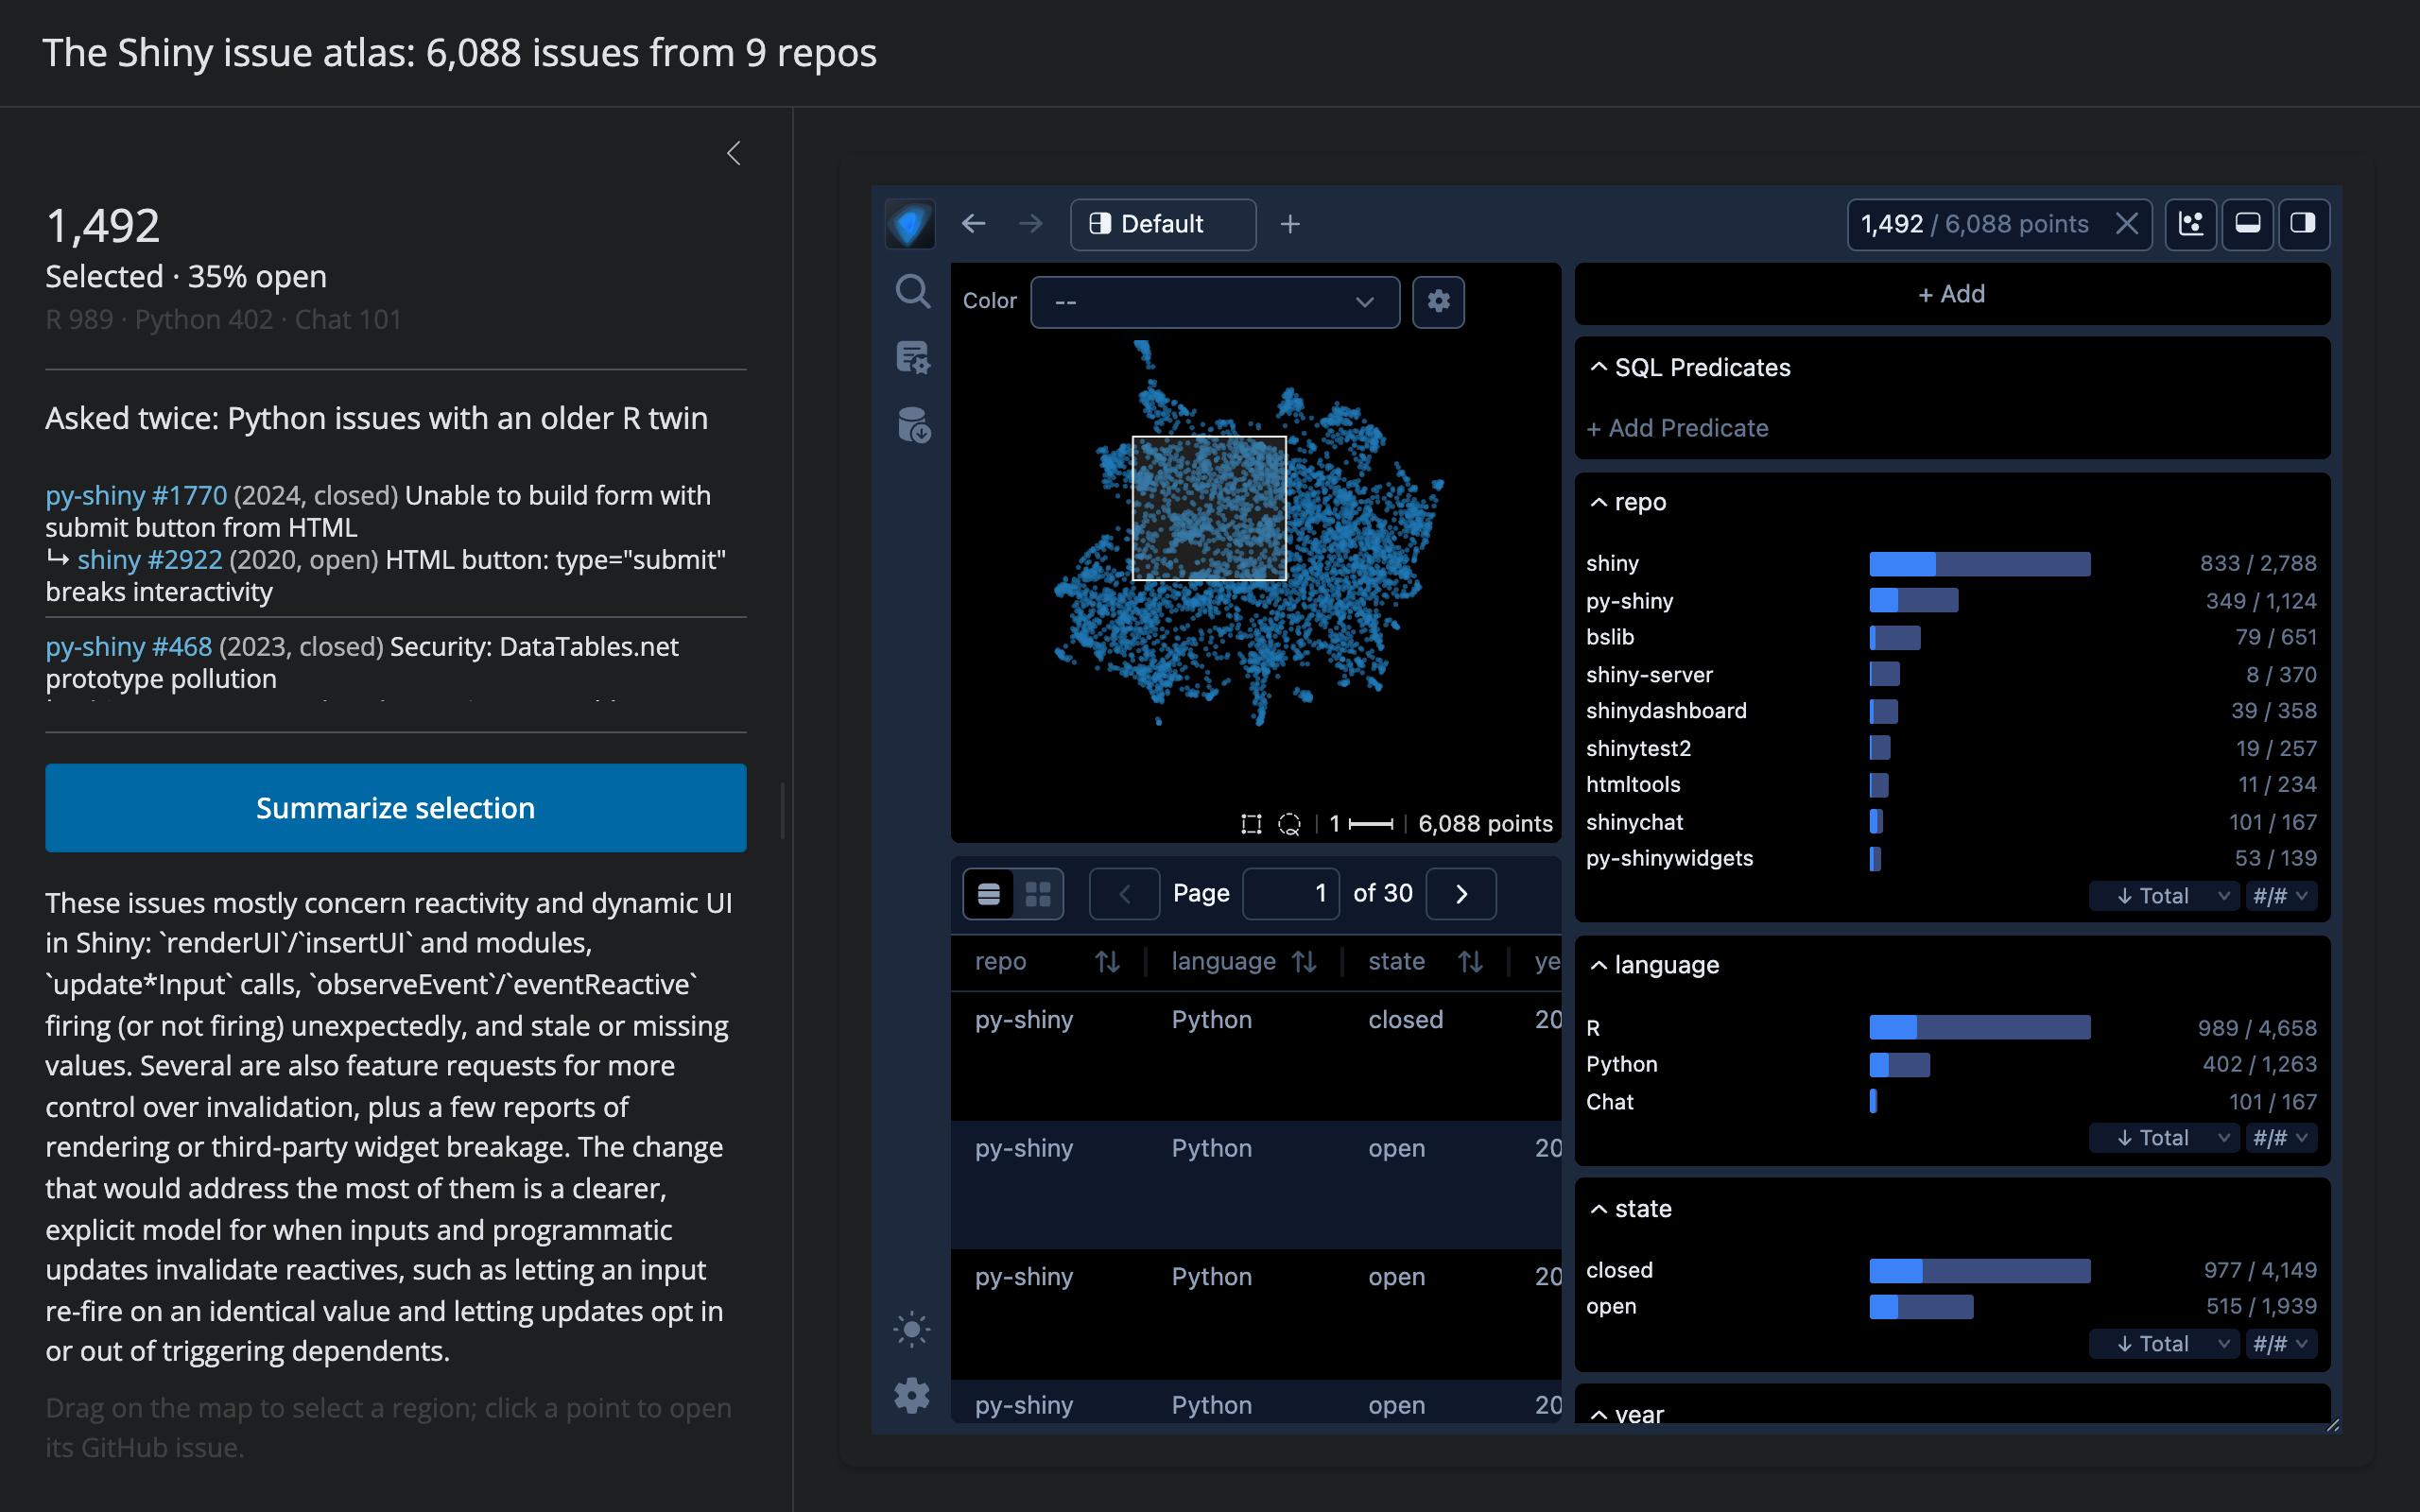 The Shiny issue atlas: 6,088 issues from 9 repos
1,492
Selected · 35% open
R 989 · Python 402 · Chat 101
Asked twice: Python issues with an older R twin
py-shiny #1770 (2024, closed) Unable to build form with
submit button from HTML
↳ shiny #2922 (2020, open) HTML button: type="submit"
breaks interactivity
py-shiny #468 (2023, closed) Security: DataTables.net
prototype pollution
Summarize selection
These issues mostly concern reactivity and dynamic UI
in Shiny: `renderUI`/`insertUI` and modules,
`update*Input` calls, `observeEvent`/`eventReactive`
firing (or not firing) unexpectedly, and stale or missing
values. Several are also feature requests for more
control over invalidation, plus a few reports of
rendering or third-party widget breakage. The change
that would address the most of them is a clearer,
explicit model for when inputs and programmatic
updates invalidate reactives, such as letting an input
re-fire on an identical value and letting updates opt in
or out of triggering dependents.
Drag on the map to select a region; click a point to open
its GitHub issue.
Default
1,492 / 6,088 points
Color --
1 6,088 points
Page 1 of 30
repo language state ye
py-shiny Python closed 20
py-shiny Python open 20
py-shiny Python open 20
py-shiny Python open 20
+ Add
SQL Predicates
+ Add Predicate
repo
shiny 833 / 2,788
py-shiny 349 / 1,124
bslib 79 / 651
shiny-server 8 / 370
shinydashboard 39 / 358
shinytest2 19 / 257
htmltools 11 / 234
shinychat 101 / 167
py-shinywidgets 53 / 139
↓ Total #/#
language
R 989 / 4,658
Python 402 / 1,263
Chat 101 / 167
↓ Total #/#
state
closed 977 / 4,149
open 515 / 1,939
↓ Total #/#
year